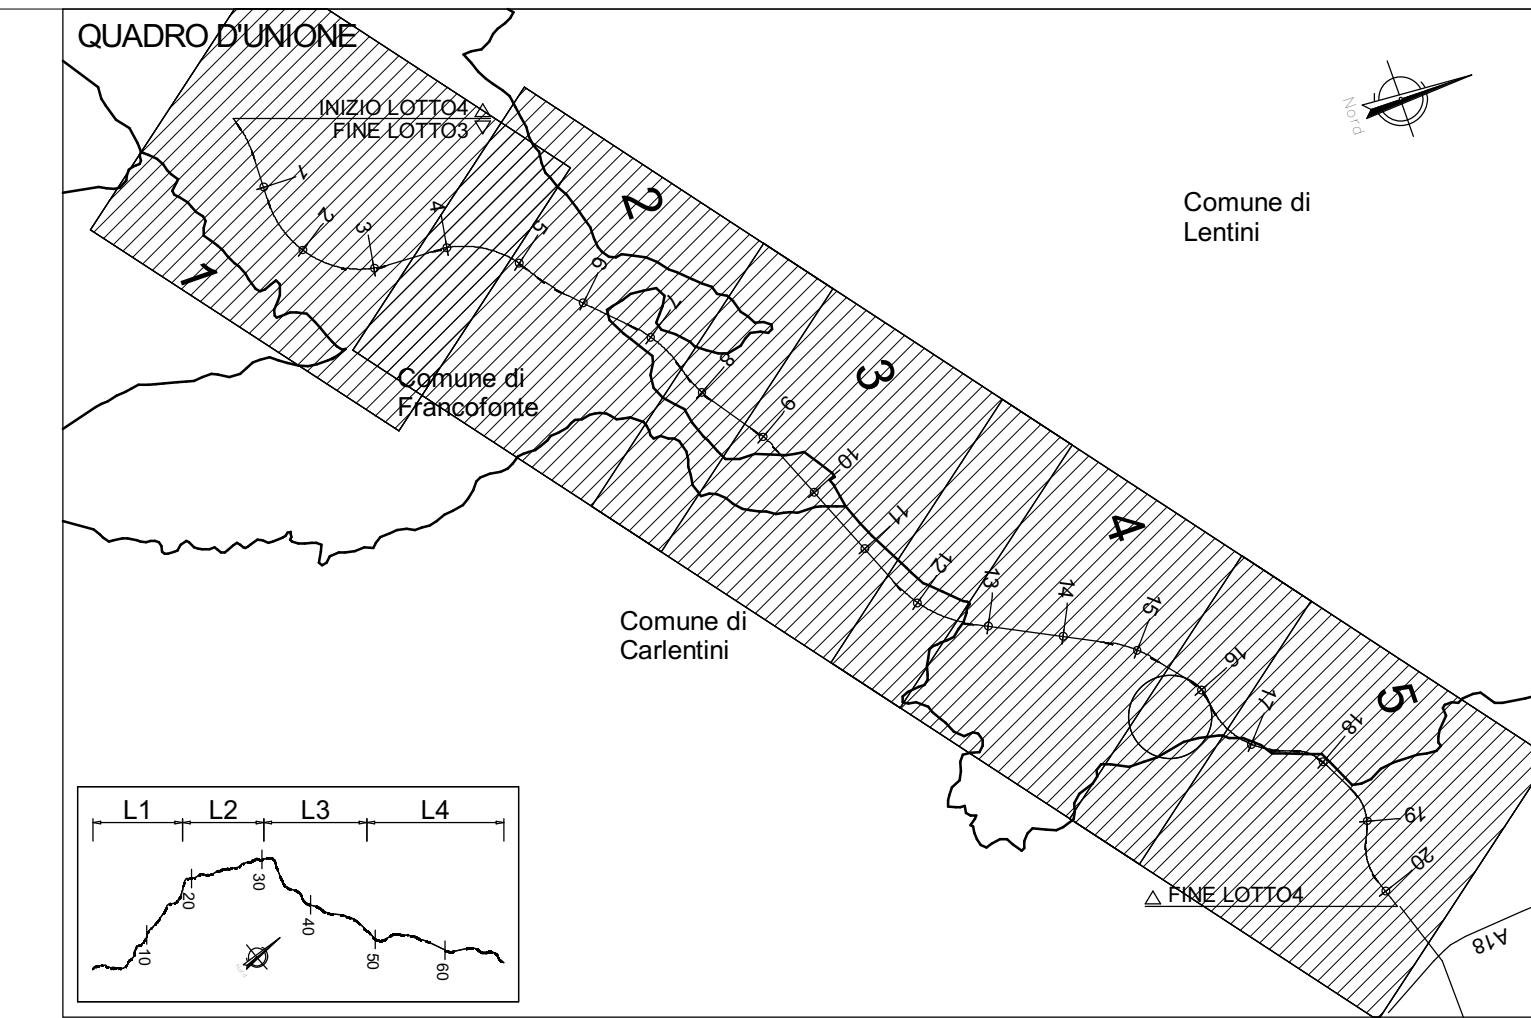 QUADRO D'UNIONE
INIZIO LOTTO4
FINE LOTTO3
Nord
Comune di
Lentini
1
2
3
4
5
6
7
8
9
10
11
12
13
14
15
16
17
18
19
20
1
2
3
4
5
Comune di
Francofonte
Comune di
Carlentini
FINE LOTTO4
A18
L1
L2
L3
L4
10
20
30
40
50
60